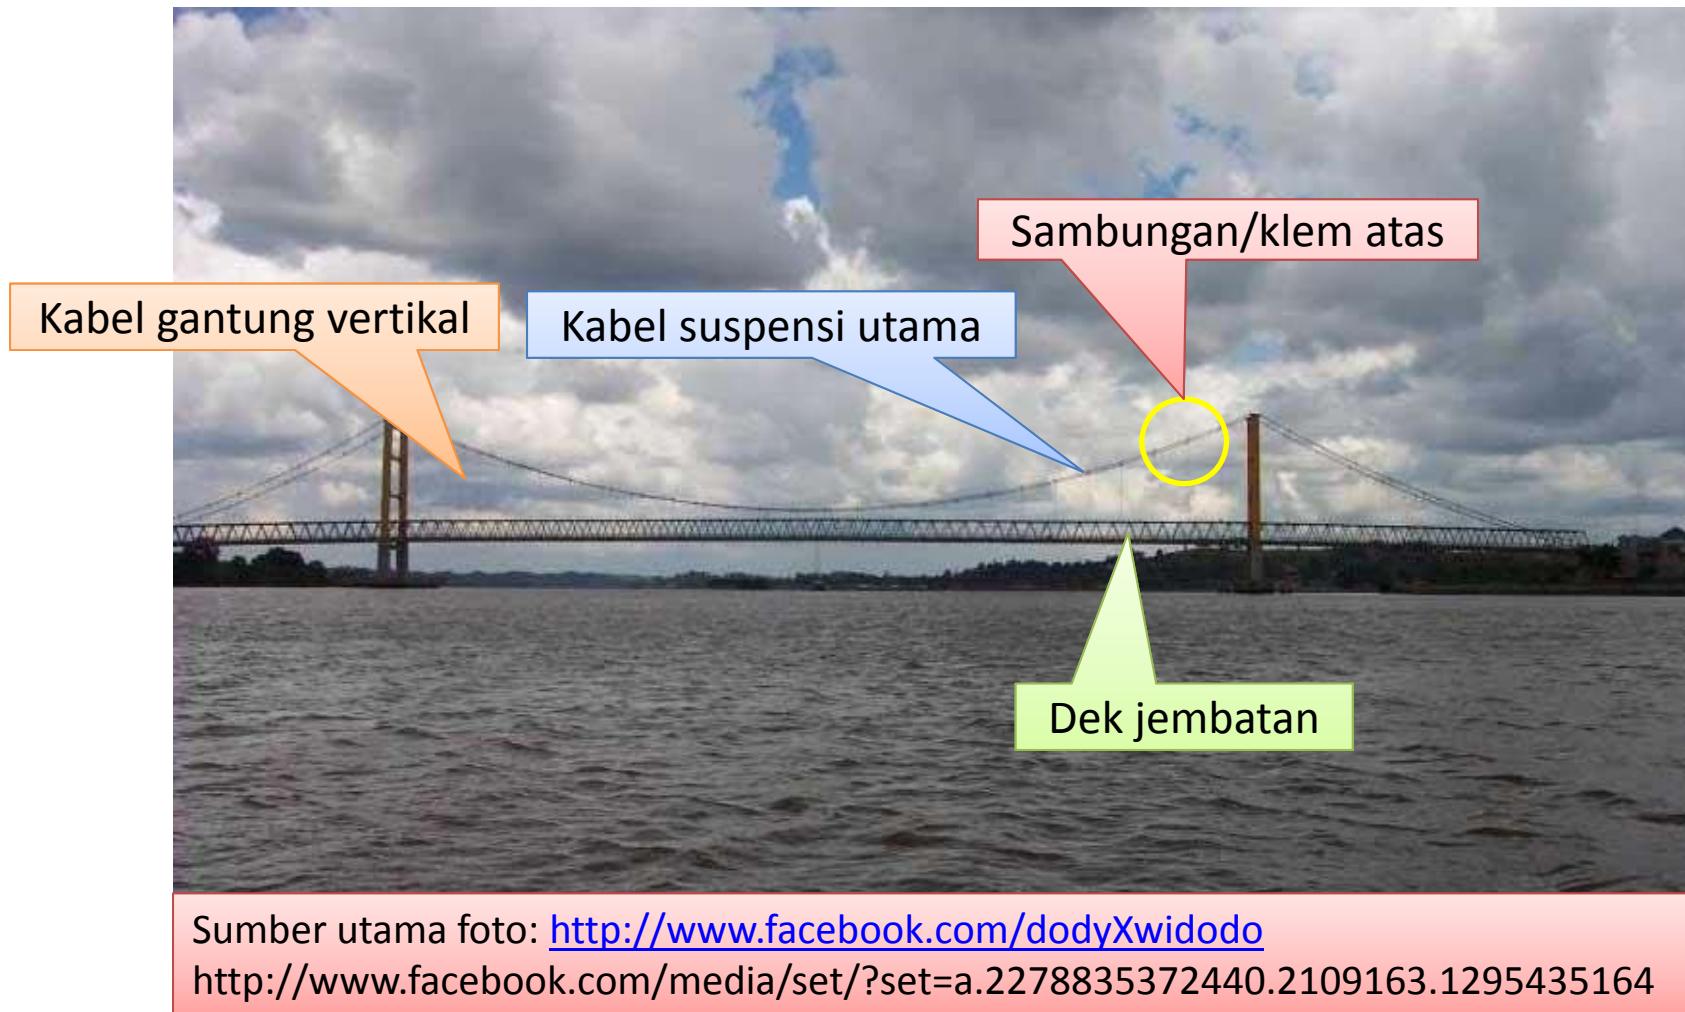 Sambungan/klem atas
Kabel gantung vertikal
Kabel suspensi utama
Dek jembatan
Sumber utama foto: http://www.facebook.com/dodyXwidodo
http://www.facebook.com/media/set/?set=a.2278835372440.2109163.1295435164